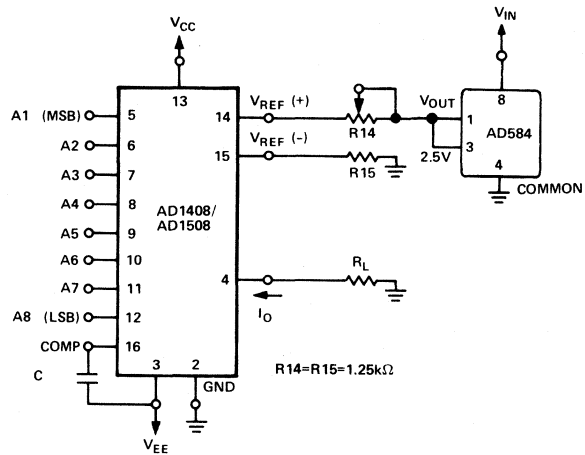 VCC
VIN
13
A1 (MSB)
5
14
VREF (+)
R14
VOUT
1
8
AD584
3
2.5V
4
COMMON
A2
6
15
VREF (-)
R15
A3
7
A4
8
AD1408/
AD1508
A5
9
A6
10
A7
11
4
IO
RL
A8 (LSB)
12
COMP
16
3
2
GND
C
VEE
R14=R15=1.25kΩ